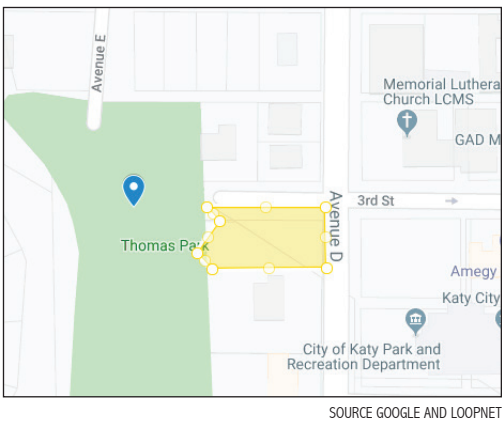 Avenue E
Memorial Luthera
Church LCMS
GAD M
3rd St
Avenue D
Thomas Park
Amegy
Katy City
City of Katy Park and
Recreation Department
SOURCE GOOGLE AND LOOPNET